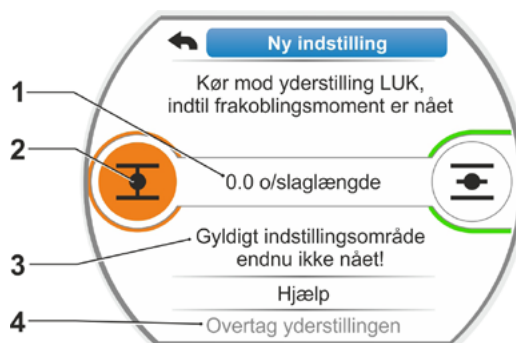 Ny indstilling
Kør mod yderstilling LUK,
indtil frakoblingsmoment er nået
1
2
0.0 o/slaglængde
Gyldigt indstillingsområde
endnu ikke nået!
3
Hjælp
4
Overtag yderstillingen